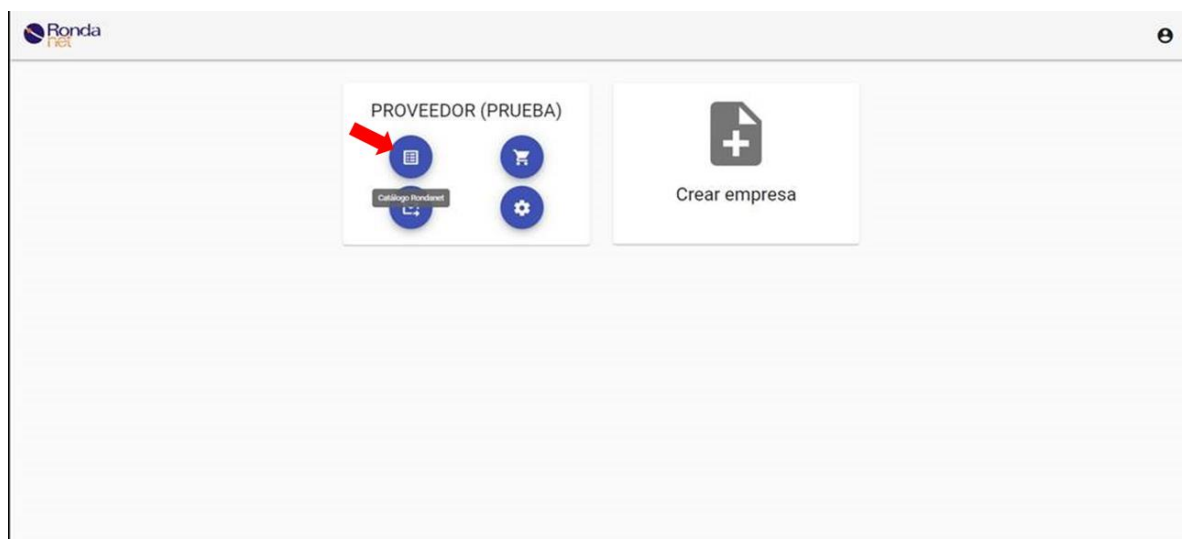 Ronda
net
PROVEEDOR (PRUEBA)
Catálogo Rondanet
Crear empresa